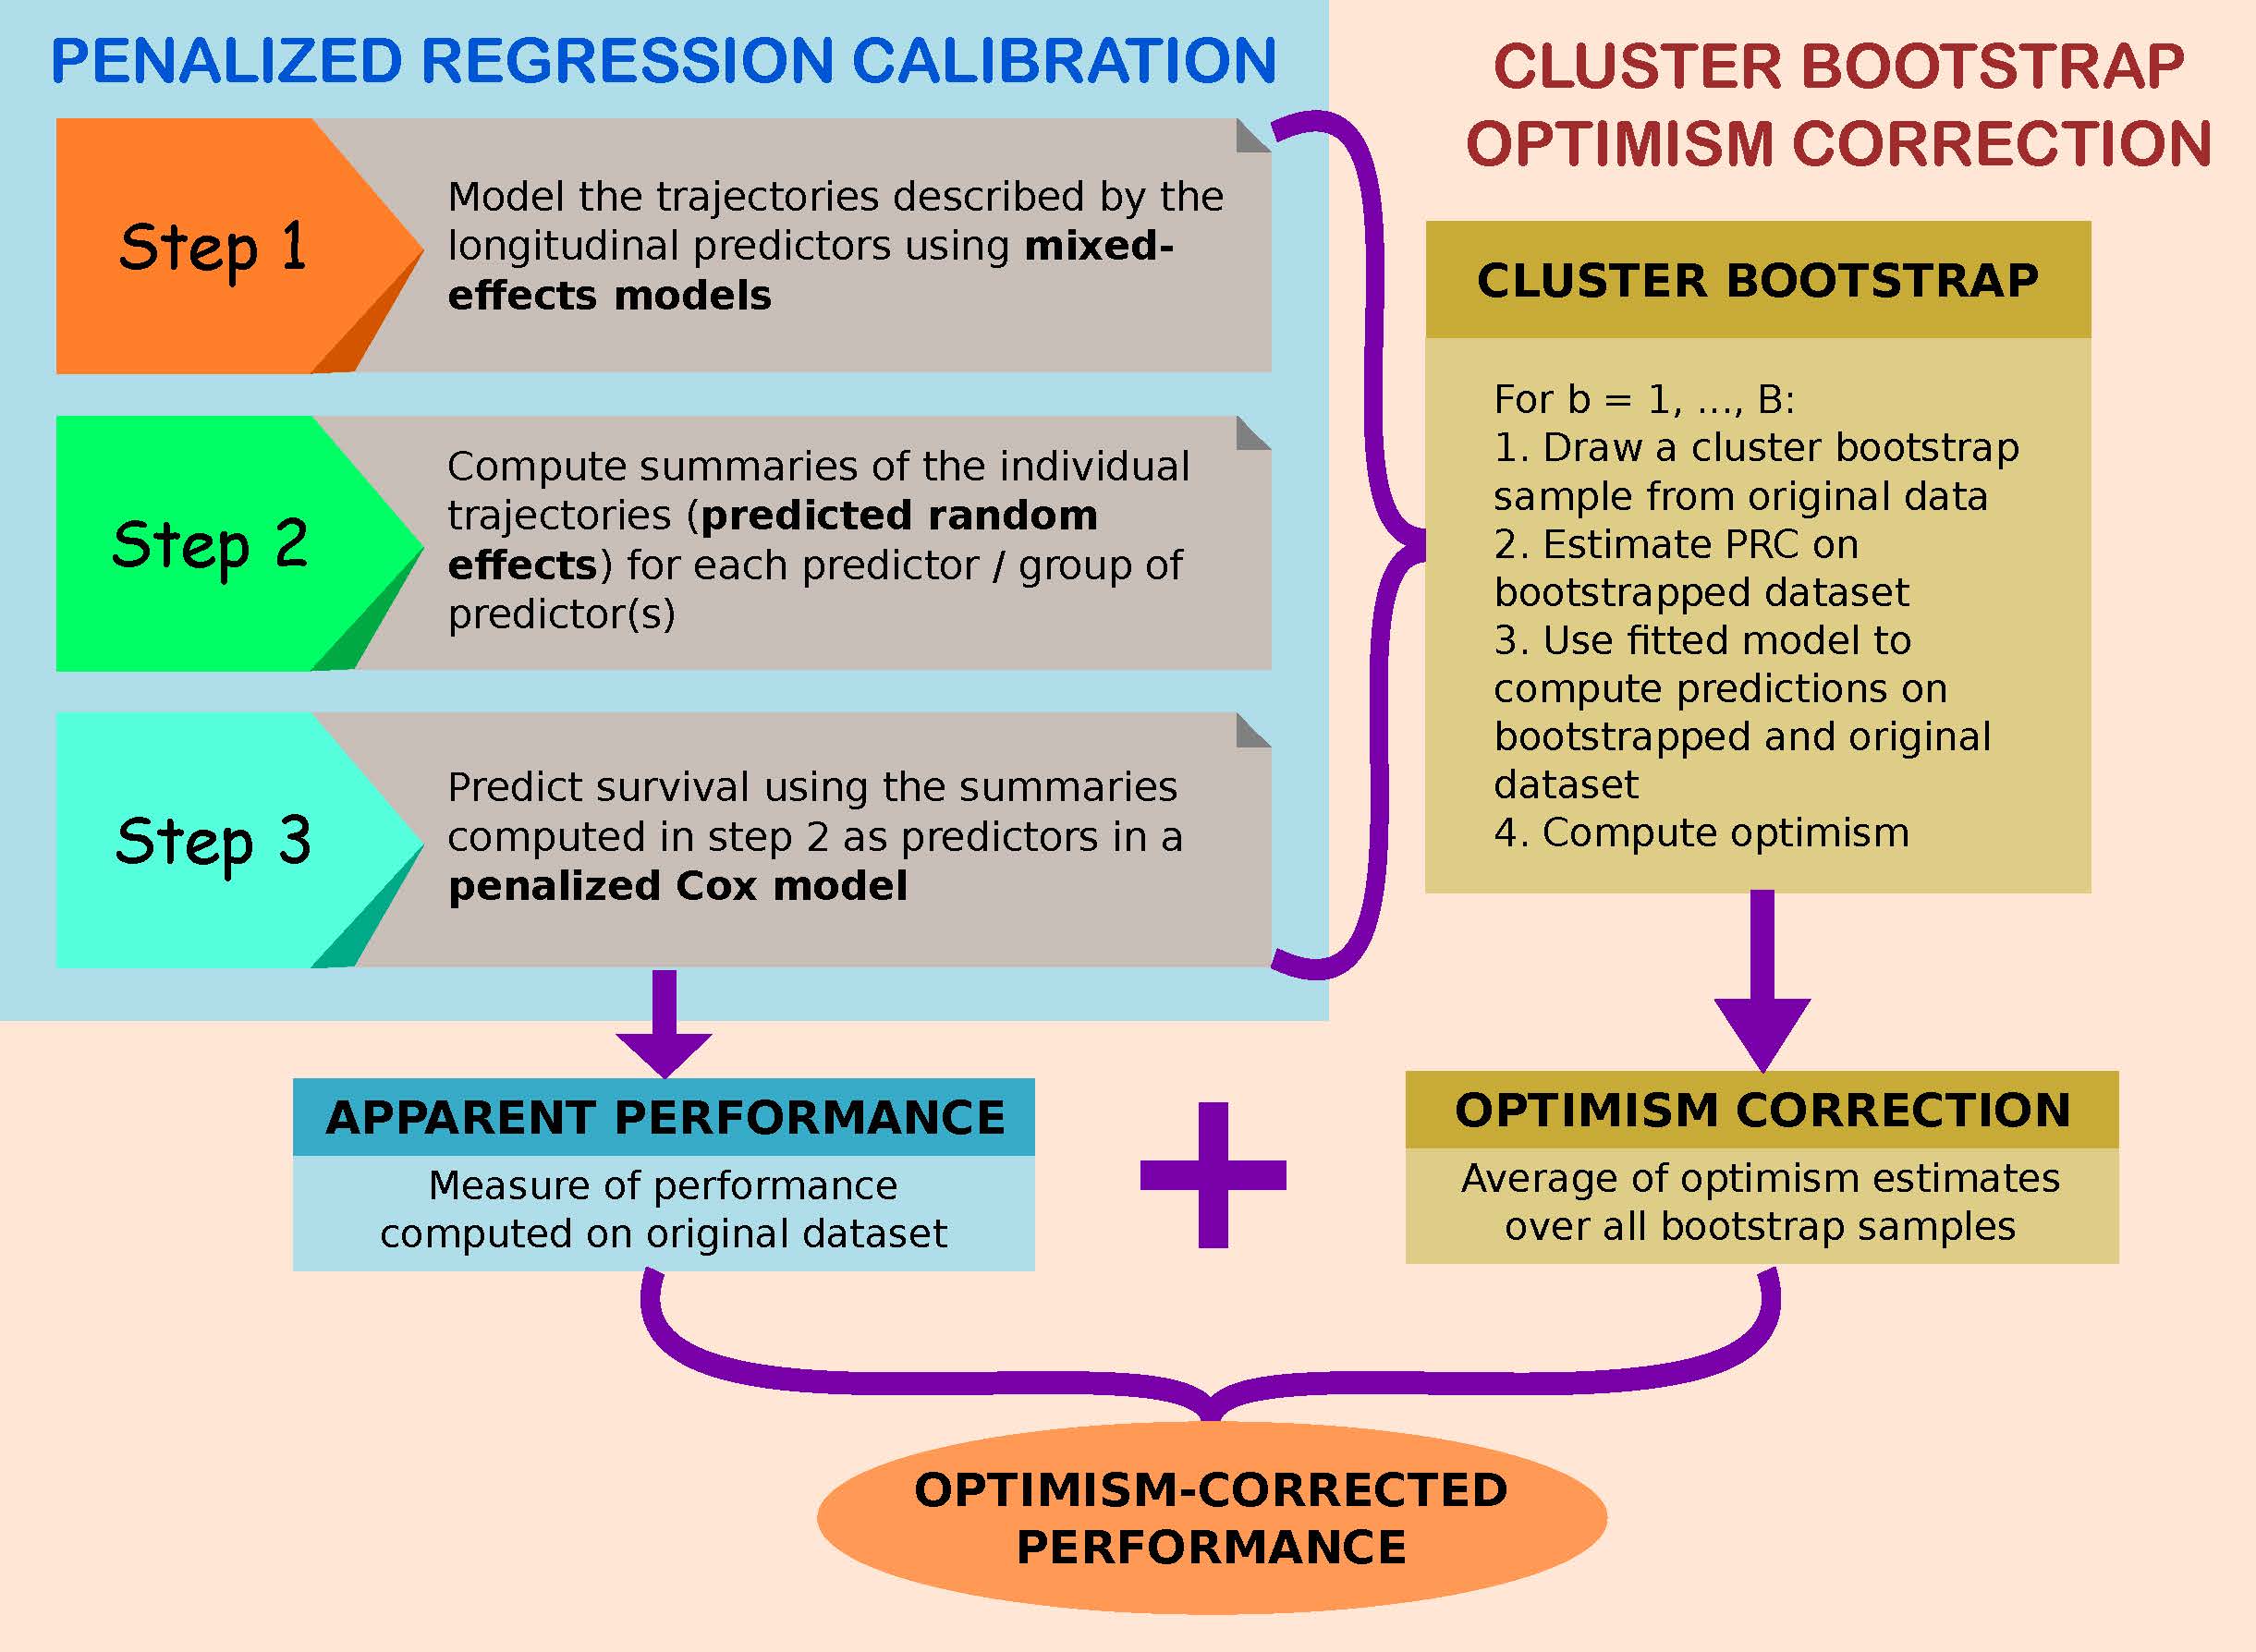 PENALIZED REGRESSION CALIBRATION
Step 1
Model the trajectories described by the
longitudinal predictors using mixed-
effects models
Step 2
Compute summaries of the individual
trajectories (predicted random
effects) for each predictor / group of
predictor(s)
Step 3
Predict survival using the summaries
computed in step 2 as predictors in a
penalized Cox model
CLUSTER BOOTSTRAP
OPTIMISM CORRECTION
CLUSTER BOOTSTRAP
For b = 1, ..., B:
1. Draw a cluster bootstrap
sample from original data
2. Estimate PRC on
bootstrapped dataset
3. Use fitted model to
compute predictions on
bootstrapped and original
dataset
4. Compute optimism
APPARENT PERFORMANCE
Measure of performance
computed on original dataset
+
OPTIMISM CORRECTION
Average of optimism estimates
over all bootstrap samples
OPTIMISM-CORRECTED
PERFORMANCE